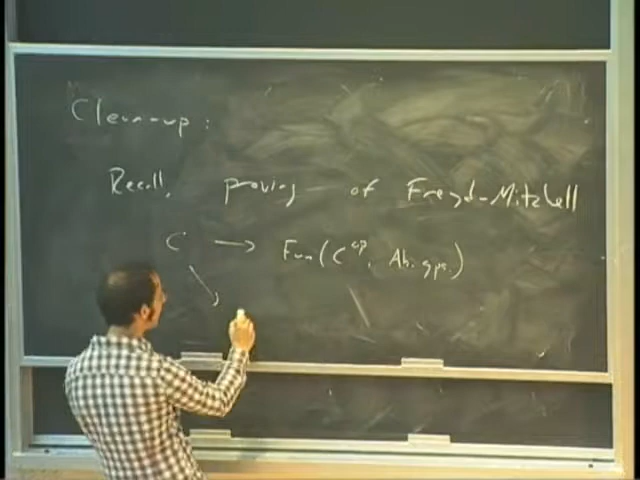 Clean-up:
Recall, proving of Freyd-Mitchell
C → Fun(C^op, Ab. gps.)